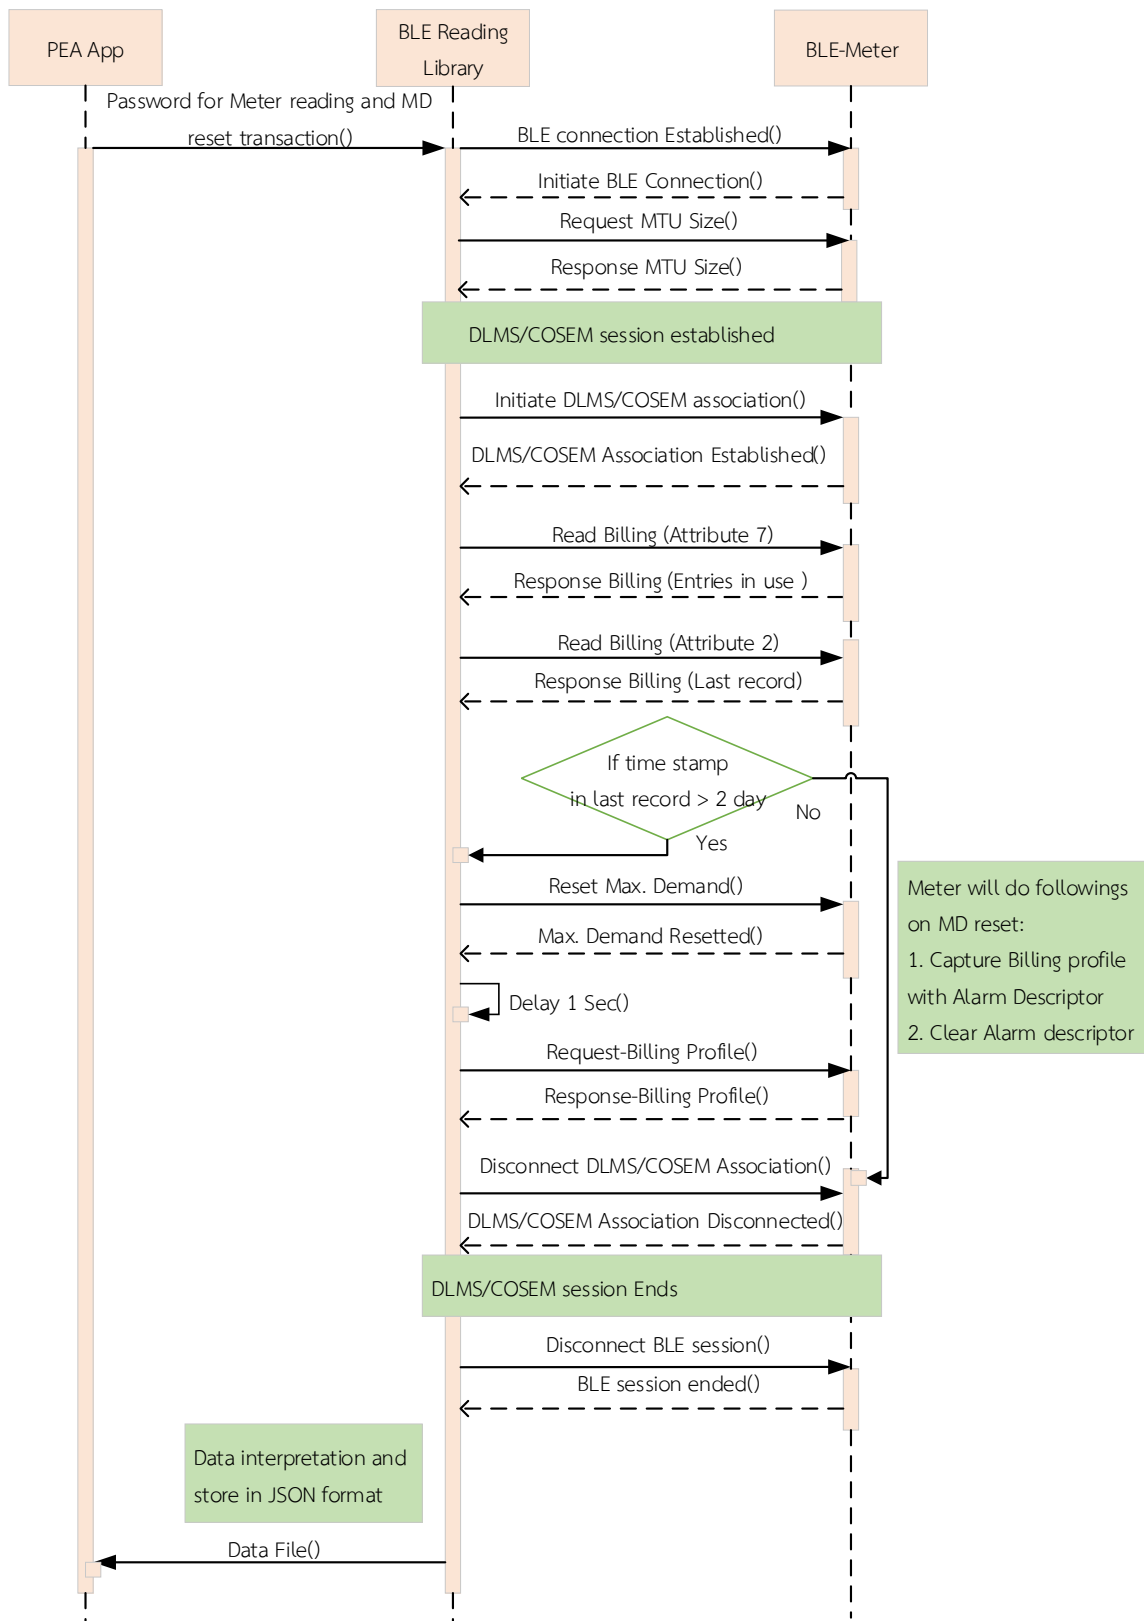 PEA App
BLE Reading
Library
BLE-Meter
Password for Meter reading and MD
reset transaction()
BLE connection Established()
Initiate BLE Connection()
Request MTU Size()
Response MTU Size()
DLMS/COSEM session established
Initiate DLMS/COSEM association()
DLMS/COSEM Association Established()
Read Billing (Attribute 7)
Response Billing (Entries in use )
Read Billing (Attribute 2)
Response Billing (Last record)
If time stamp
in last record > 2 day
No
Yes
Reset Max. Demand()
Max. Demand Resetted()
Delay 1 Sec()
Meter will do followings
on MD reset:
1. Capture Billing profile
with Alarm Descriptor
2. Clear Alarm descriptor
Request-Billing Profile()
Response-Billing Profile()
Disconnect DLMS/COSEM Association()
DLMS/COSEM Association Disconnected()
DLMS/COSEM session Ends
Disconnect BLE session()
BLE session ended()
Data interpretation and
store in JSON format
Data File()